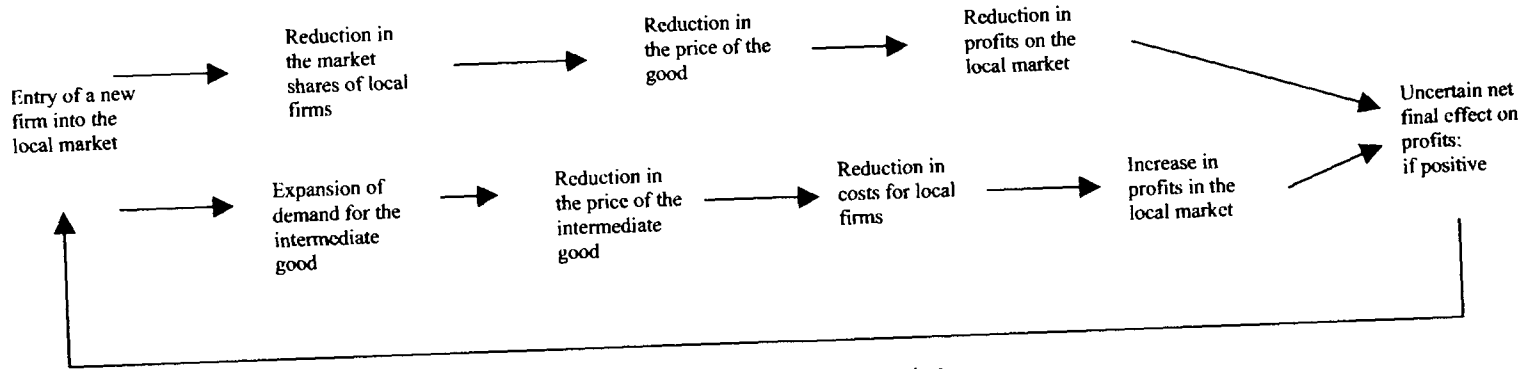 Entry of a new
firm into the
local market
Reduction in
the market
shares of local
firms
Reduction in
the price of the
good
Reduction in
profits on the
local market
Expansion of
demand for the
intermediate
good
Reduction in
the price of the
intermediate
good
Reduction in
costs for local
firms
Increase in
profits in the
local market
Uncertain net
final effect on
profits:
if positive